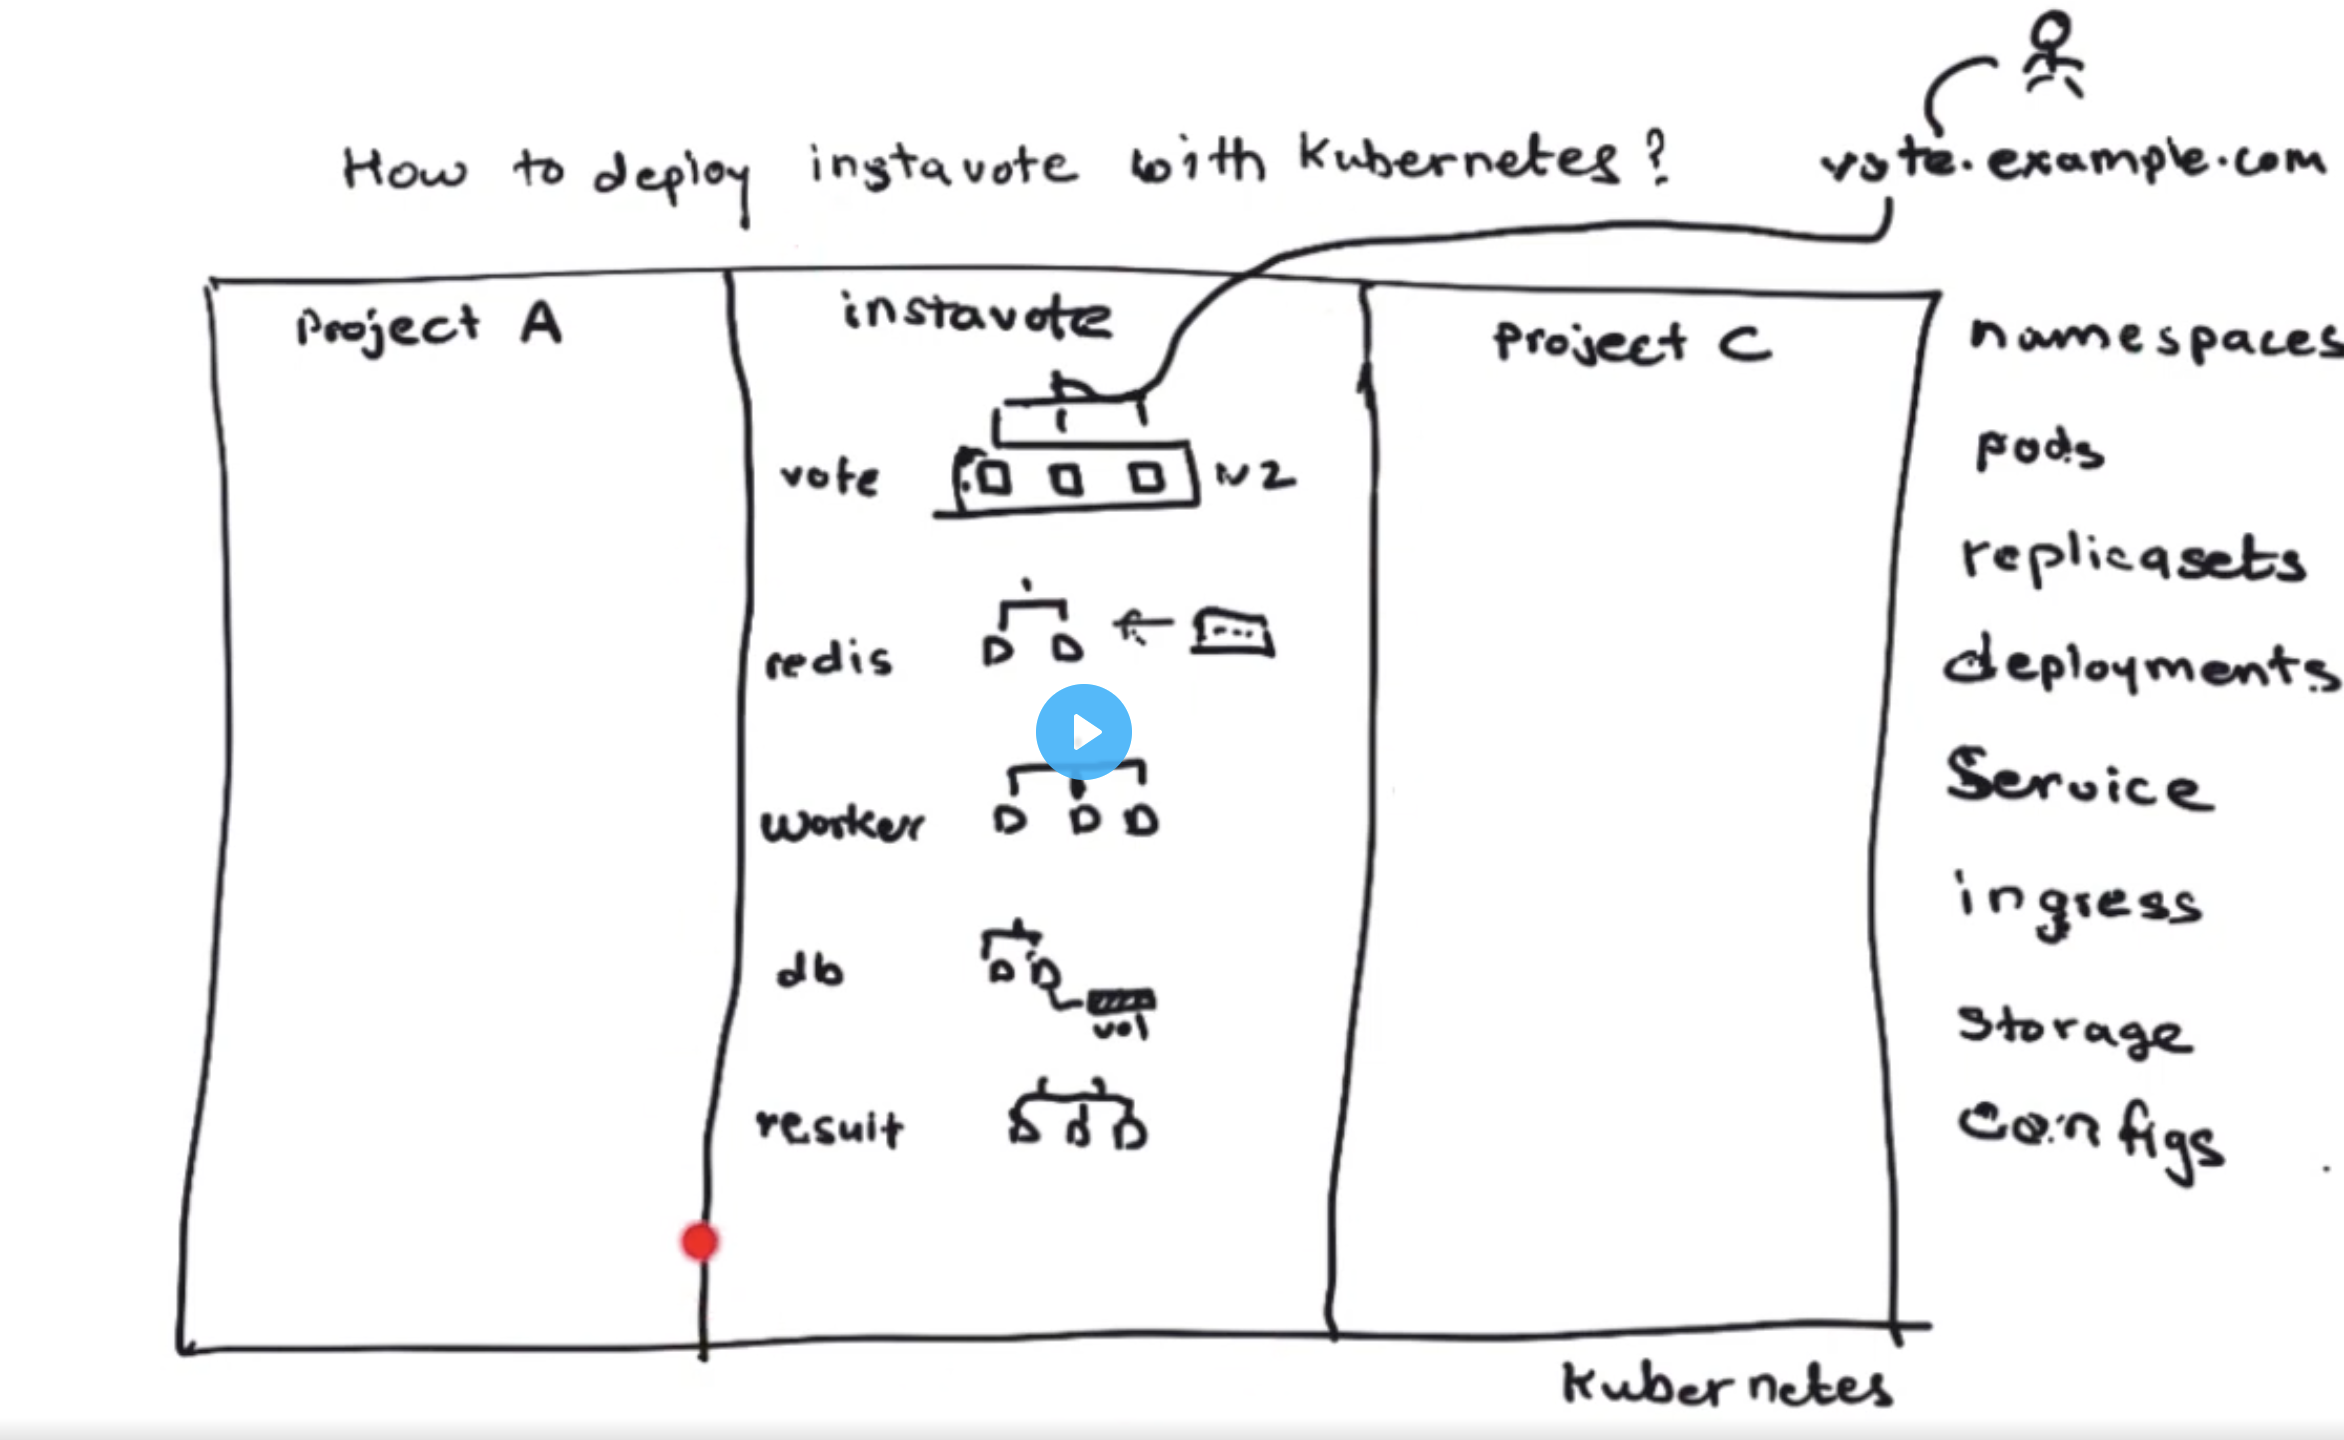 How to deploy instavote with Kubernetes?
vote.example.com
Project A
instavote
Project C
vote
v2
redis
worker
db
vol
result
namespaces
pods
replicasets
deployments
Service
ingress
storage
configs
Kubernetes